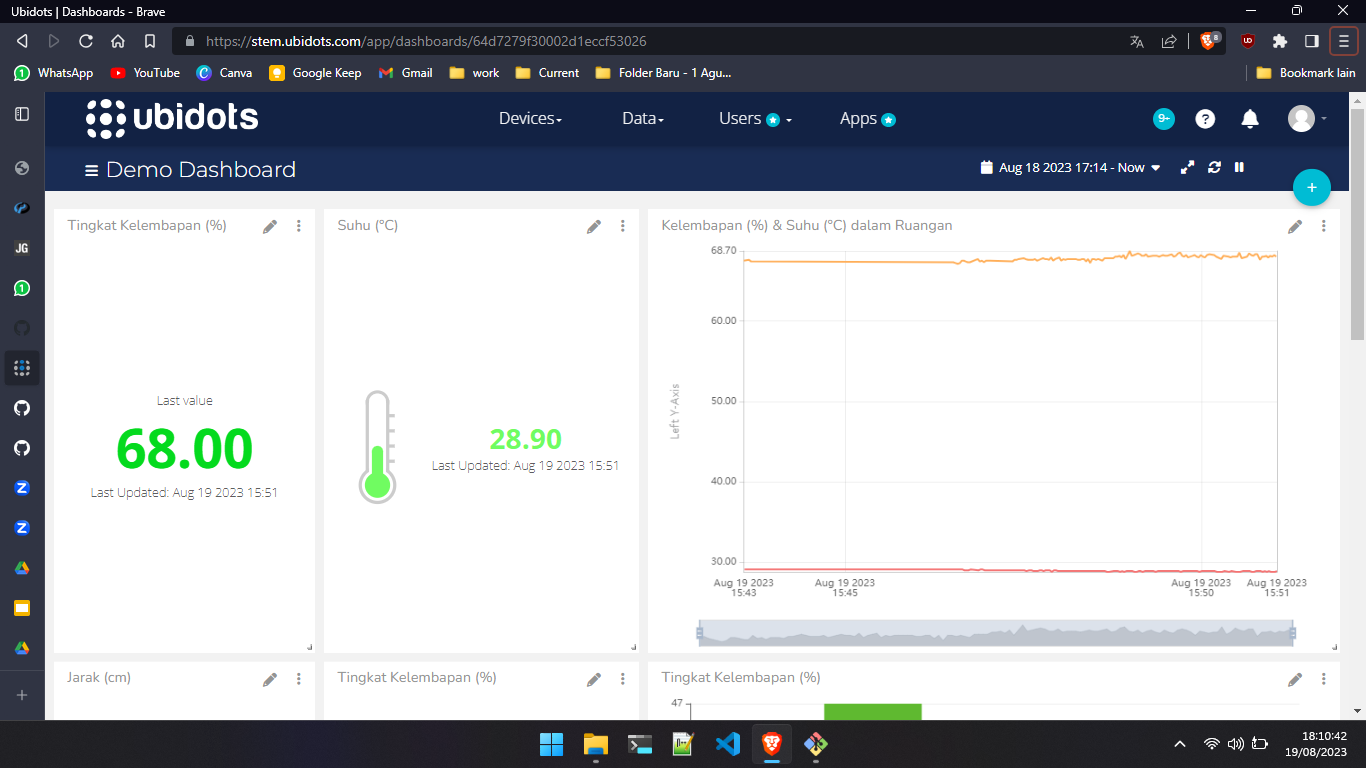 Ubidots | Dashboards - Brave
https://stem.ubidots.com/app/dashboards/64d7279f30002d1eccf53026
8
UD
1 WhatsApp YouTube Canva Google Keep Gmail work Current Folder Baru - 1 Agu... Bookmark lain
JG
1
Z
Z
ubidots
Devices
Data
Users
Apps
9+
?
Demo Dashboard
Aug 18 2023 17:14 - Now
+
Tingkat Kelembapan (%)
Last value
68.00
Last Updated: Aug 19 2023 15:51
Suhu (°C)
28.90
Last Updated: Aug 19 2023 15:51
Kelembapan (%) & Suhu (°C) dalam Ruangan
68.70
60.00
50.00
40.00
30.00
Left Y-Axis
Aug 19 2023
15:43
Aug 19 2023
15:45
Aug 19 2023
15:50
Aug 19 2023
15:51
Jarak (cm)
Tingkat Kelembapan (%)
Tingkat Kelembapan (%)
47
18:10:42
19/08/2023